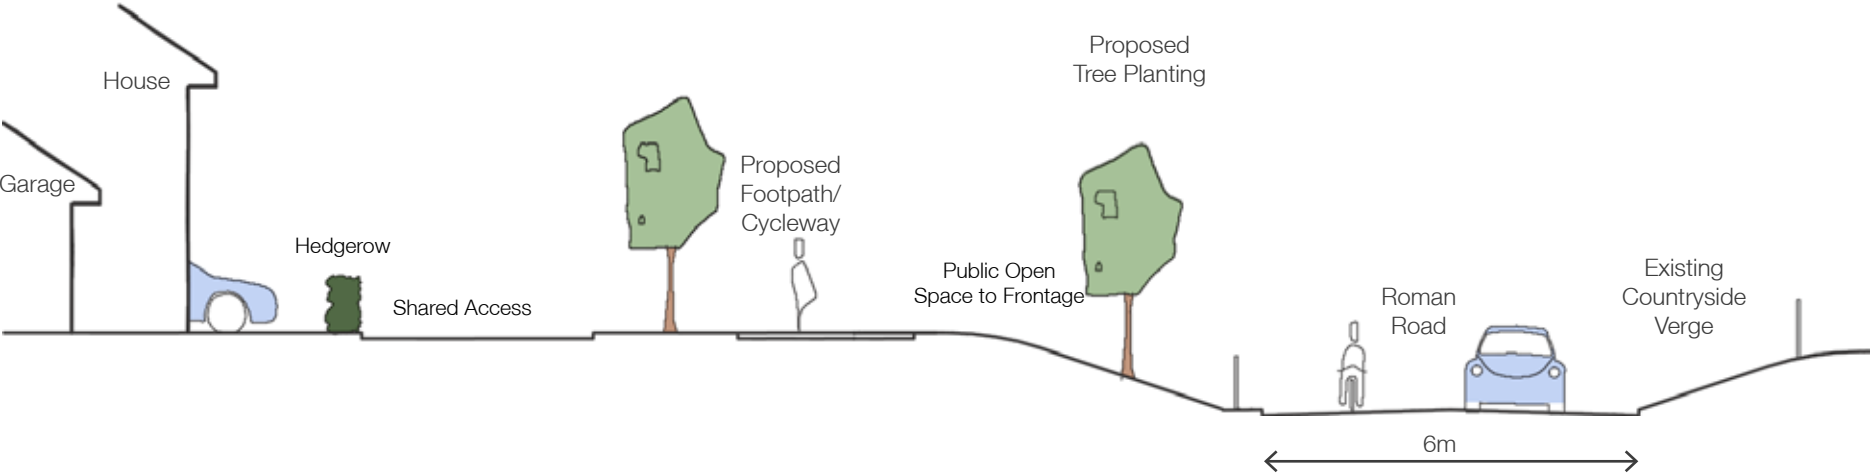 House
Garage
Hedgerow
Shared Access
Proposed
Footpath/
Cycleway
Public Open
Space to Frontage
Proposed
Tree Planting
Roman
Road
Existing
Countryside
Verge
6m